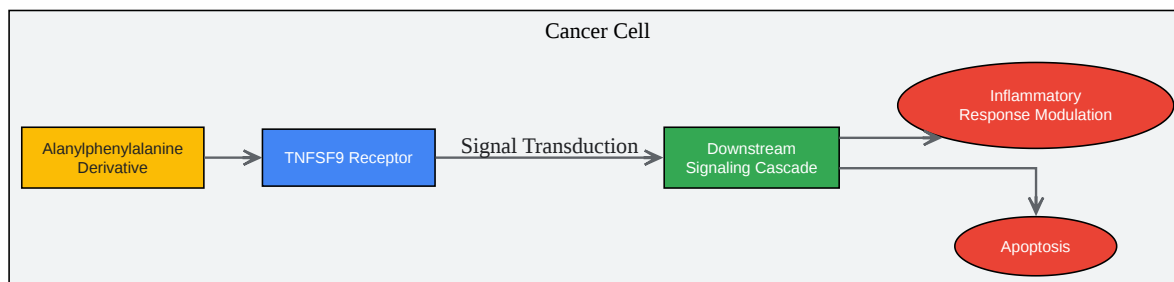 Cancer Cell
Alanylphenylalanine
Derivative
TNFSF9 Receptor
Signal Transduction
Downstream
Signaling Cascade
Inflammatory
Response Modulation
Apoptosis